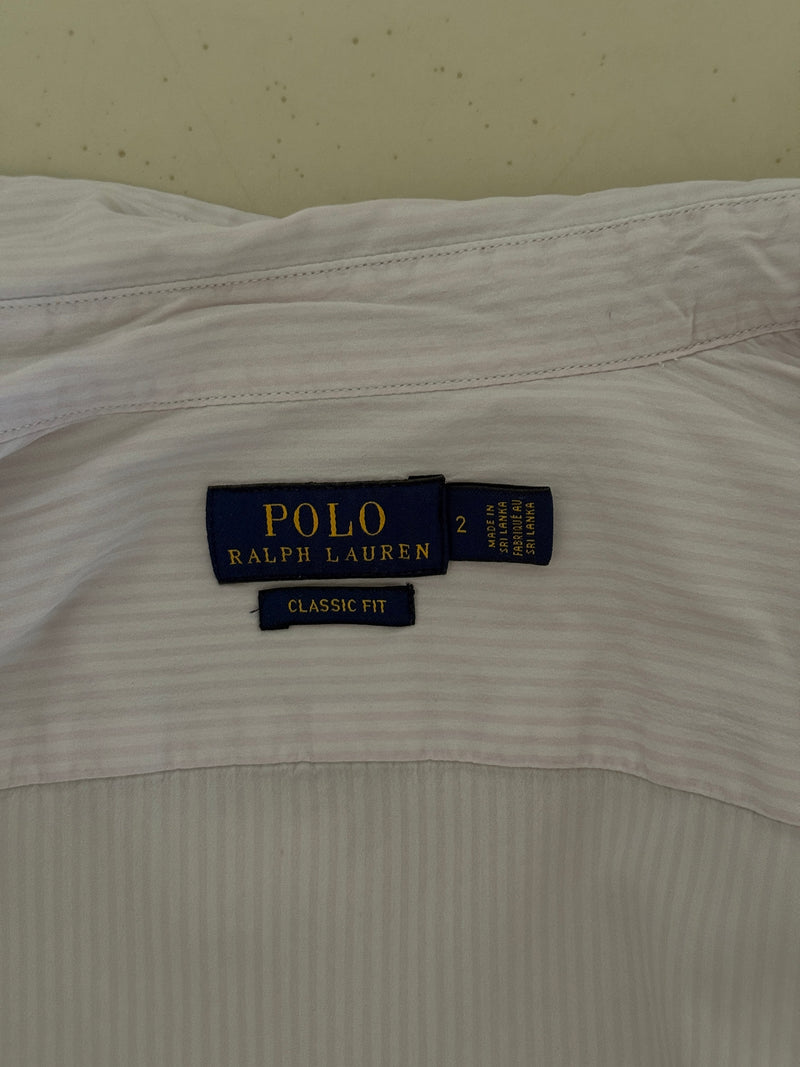 POLO
RALPH LAUREN
CLASSIC FIT
2
MADE IN
SRI LANKA
FABRIQUÉ AU
SRI LANKA